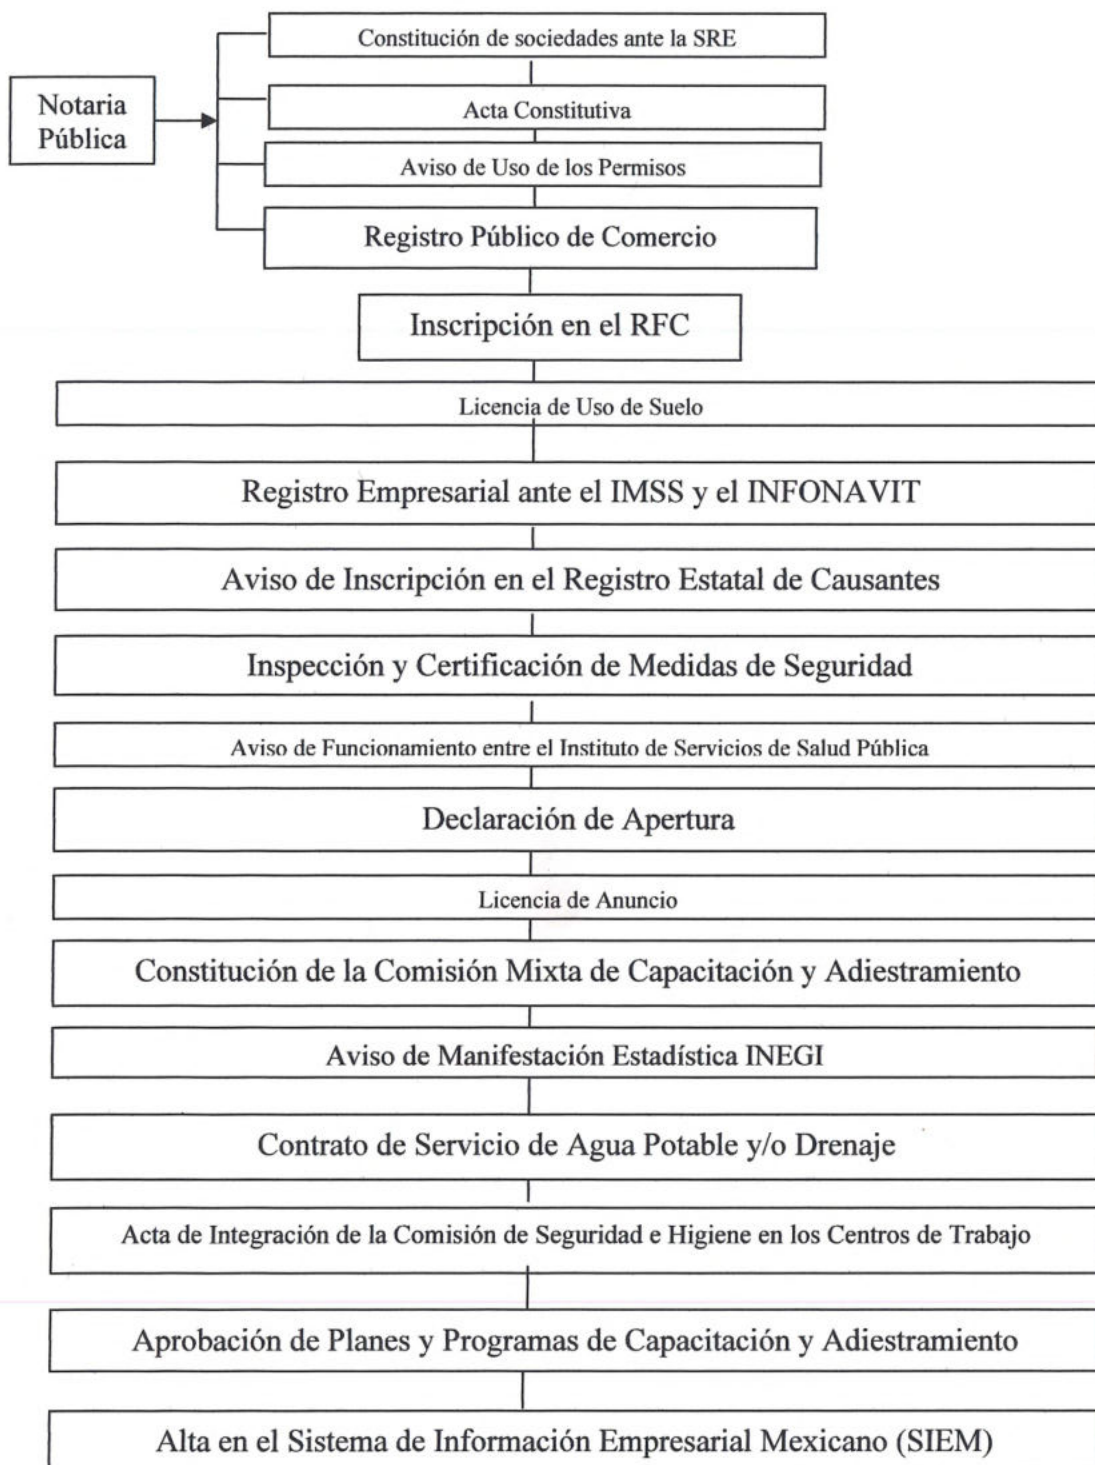 Constitución de sociedades ante la SRE
Notaria
Pública
Acta Constitutiva
Aviso de Uso de los Permisos
Registro Público de Comercio
Inscripción en el RFC
Licencia de Uso de Suelo
Registro Empresarial ante el IMSS y el INFONAVIT
Aviso de Inscripción en el Registro Estatal de Causantes
Inspección y Certificación de Medidas de Seguridad
Aviso de Funcionamiento entre el Instituto de Servicios de Salud Pública
Declaración de Apertura
Licencia de Anuncio
Constitución de la Comisión Mixta de Capacitación y Adiestramiento
Aviso de Manifestación Estadística INEGI
Contrato de Servicio de Agua Potable y/o Drenaje
Acta de Integración de la Comisión de Seguridad e Higiene en los Centros de Trabajo
Aprobación de Planes y Programas de Capacitación y Adiestramiento
Alta en el Sistema de Información Empresarial Mexicano (SIEM)